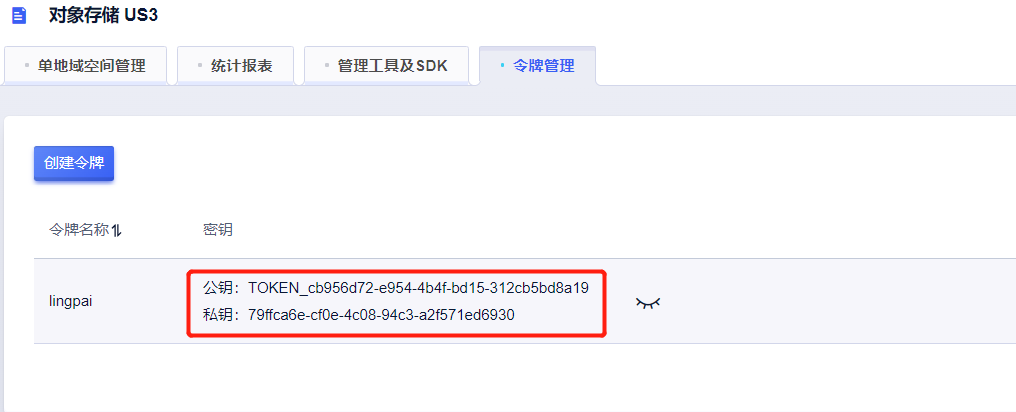 对象存储 US3
单地域空间管理 统计报表 管理工具及SDK 令牌管理
创建令牌
令牌名称 密钥
公钥：TOKEN_cb956d72-e954-4b4f-bd15-312cb5bd8a19
lingpai
私钥：79ffca6e-cf0e-4c08-94c3-a2f571ed6930